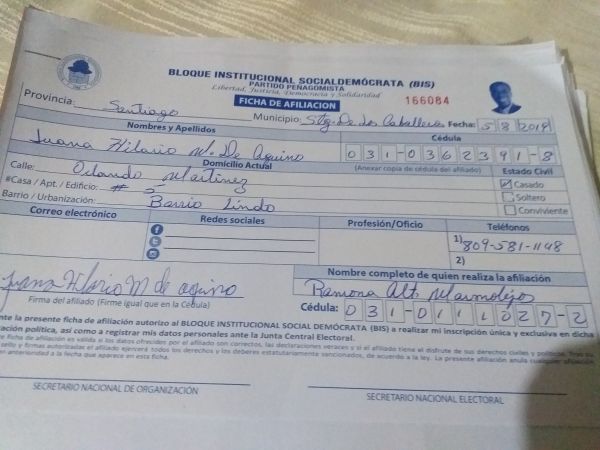 BLOQUE INSTITUCIONAL SOCIALDEMÓCRATA (BIS)
PARTIDO PEÑAGOMISTA
Libertad, Justicia, Democracia y Solidaridad
FICHA DE AFILIACION
166084
Provincia: Santiago
Municipio: Stgo De Los Caballeros Fecha: 5 8 2019
Nombres y Apellidos
Cédula
Juana Hilario M. De Aquino
031-0362391-8
Domicilio Actual
(Anexar copia de cédula del afiliado)
Estado Civil
Calle: Orlando Martinez
Casado
#Casa / Apt. / Edificio: # 5
Soltero
Barrio / Urbanización: Barrio Lindo
Conviviente
Correo electrónico
Redes sociales
Profesión/Oficio
Teléfonos
1) 809-581-1148
2)
Nombre completo de quien realiza la afiliación
Juana Hilario M de aquino
Ramona Alt. Marmolejos
Firma del afiliado (Firme igual que en la Cédula)
Cédula: 031-0111027-2
nte la presente ficha de afiliación autorizo al BLOQUE INSTITUCIONAL SOCIAL DEMÓCRATA (BIS) a realizar mi inscripción única y exclusiva en dicha
ación política, así como a registrar mis datos personales ante la Junta Central Electoral.
SECRETARIO NACIONAL DE ORGANIZACIÓN
SECRETARIO NACIONAL ELECTORAL